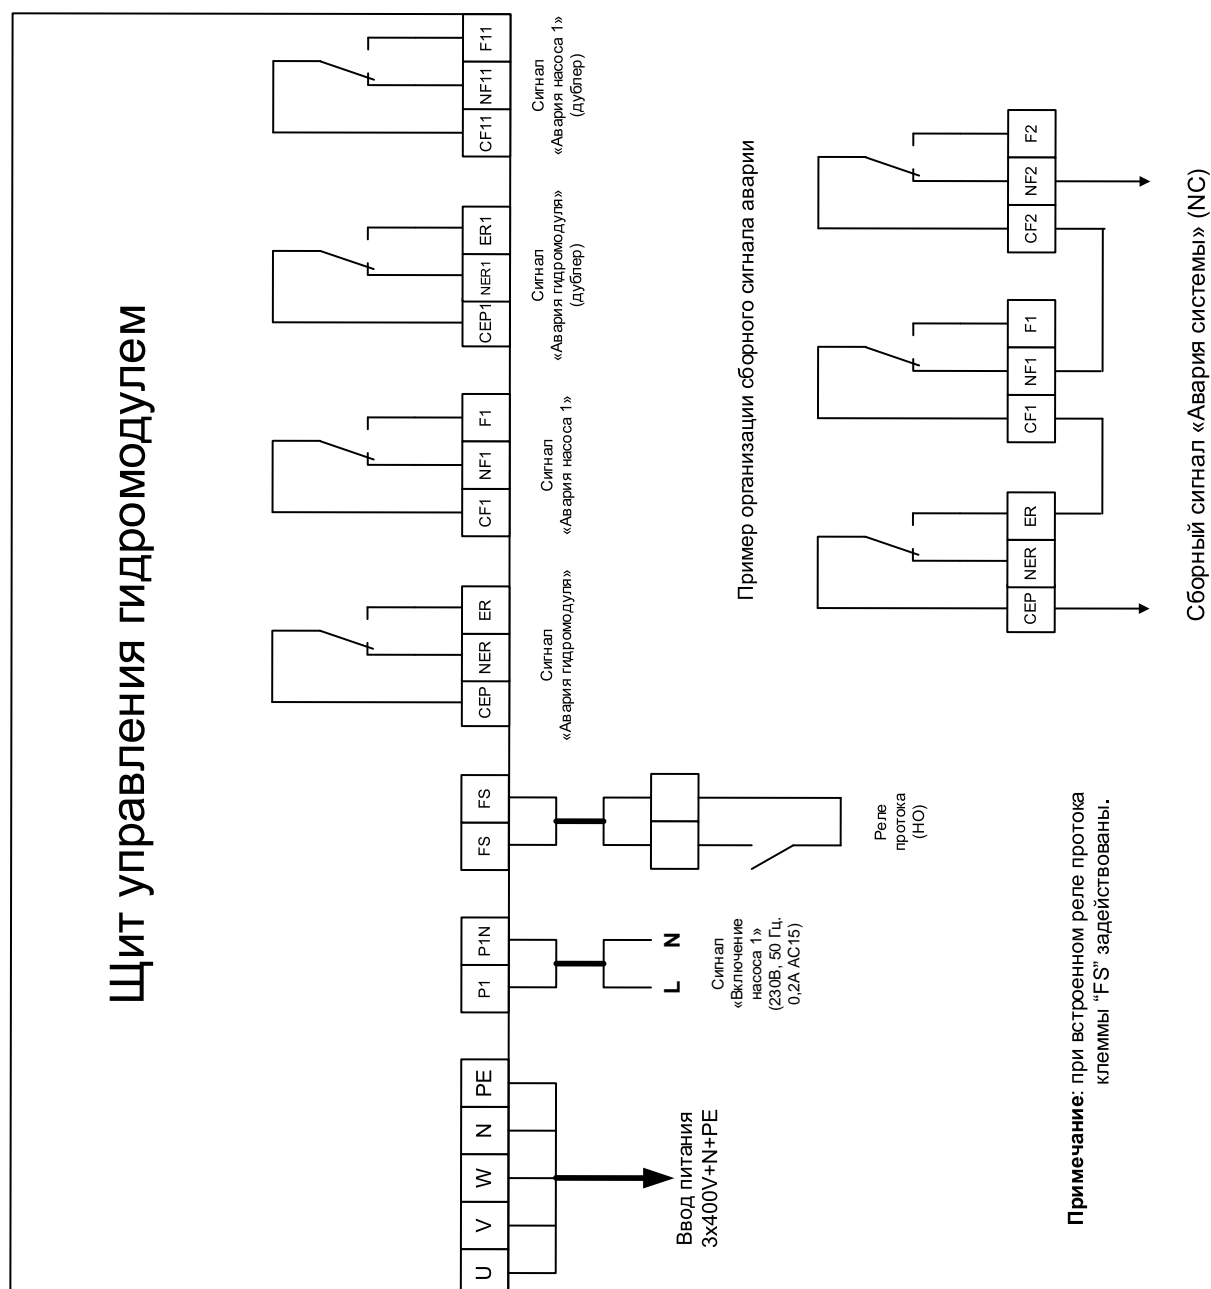 Щит управления гидромодулем
U
V
W
N
PE
P1
P1N
FS
FS
CEP
NER
ER
CF1
NF1
F1
CEP1
NER1
ER1
CF11
NF11
F11
Ввод питания
3x400V+N+PE
L
N
Сигнал
«Включение
насоса 1»
(230В, 50 Гц.
0,2А АС15)
Реле
протока
(НО)
Сигнал
«Авария гидромодуля»
Сигнал
«Авария насоса 1»
Сигнал
«Авария гидромодуля»
(дублер)
Сигнал
«Авария насоса 1»
(дублер)
Пример организации сборного сигнала аварии
CEP
NER
ER
CF1
NF1
F1
CF2
NF2
F2
Сборный сигнал «Авария системы» (NC)
Примечание: при встроенном реле протока
клеммы “FS” задействованы.